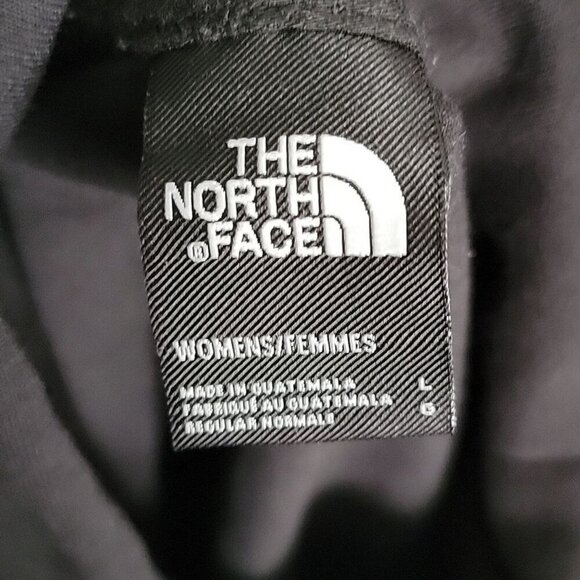 THE
NORTH
® FACE
WOMENS/FEMMES
MADE IN GUATEMALA
FABRIQUÉ AU GUATEMALA
REGULAR NORMALE
L
G